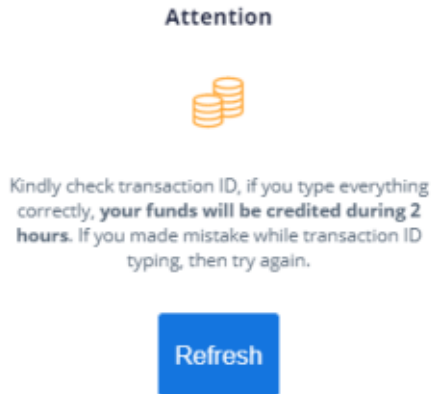 Attention
Kindly check transaction ID, if you type everything
correctly, your funds will be credited during 2
hours. If you made mistake while transaction ID
typing, then try again.
Refresh